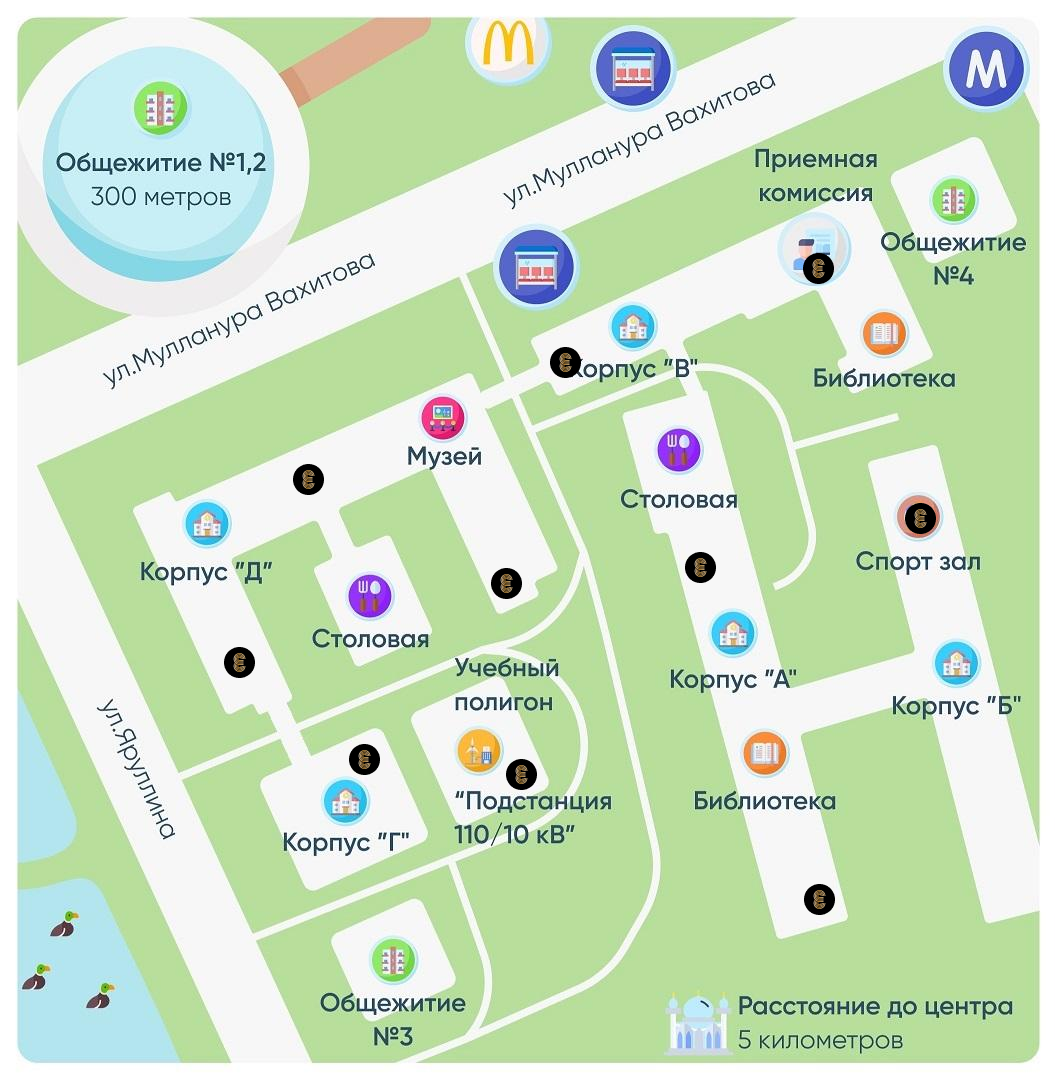 Общежитие №1,2
300 метров
ул.Мулланура Вахитова
М
Приемная
комиссия
Общежитие
№4
ул.Мулланура Вахитова
Корпус "В"
Библиотека
Музей
Столовая
Корпус "Д"
Спорт зал
Столовая
Учебный
полигон
Корпус "А"
Корпус "Б"
ул.Яруллина
"Подстанция
110/10 кВ"
Библиотека
Корпус "Г"
Общежитие
№3
Расстояние до центра
5 километров